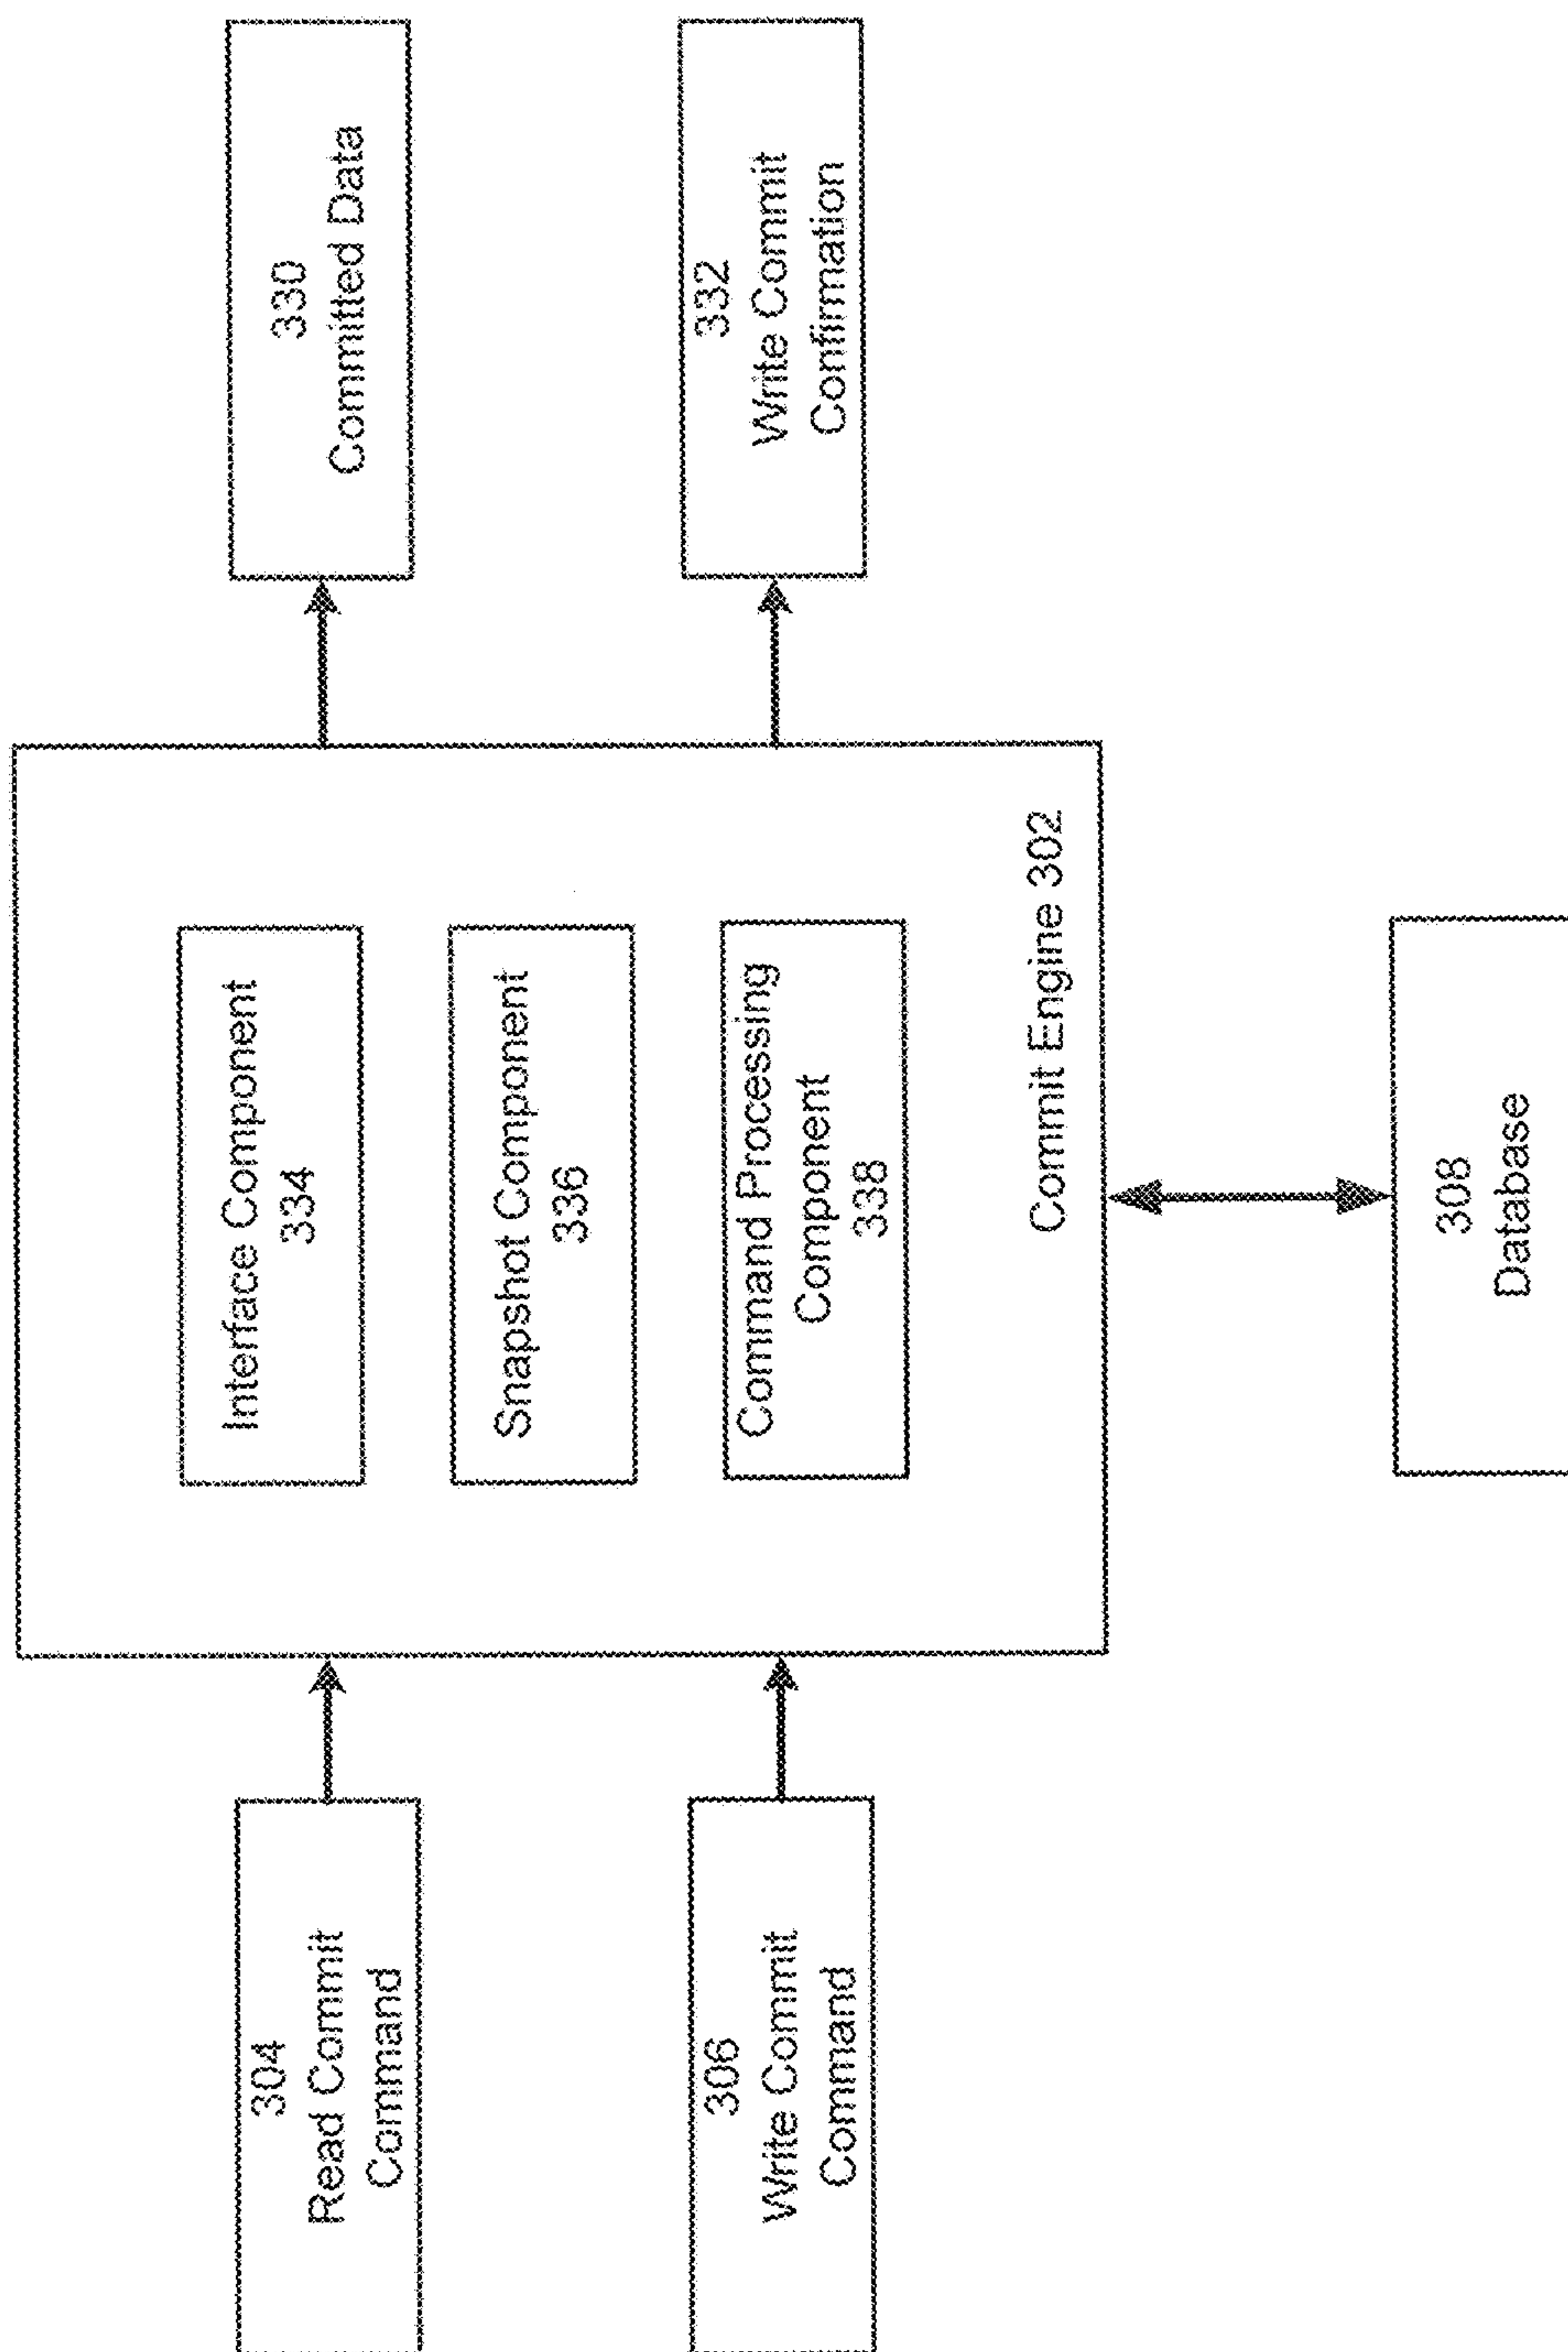 304
Read Commit
Command
306
Write Commit
Command
Interface Component
334
Snapshot Component
336
Command Processing
Component
338
Commit Engine 302
308
Database
330
Committed Data
332
Write Commit
Confirmation